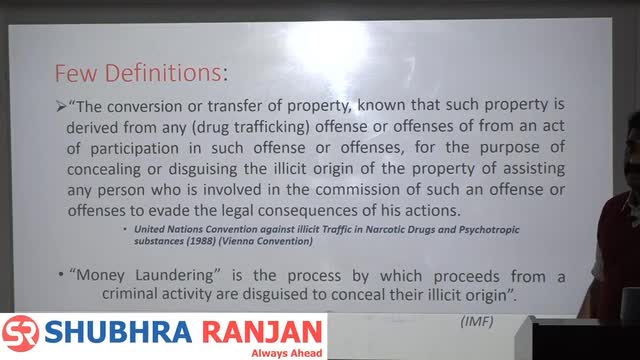 Few Definitions:
➢“The conversion or transfer of property, known that such property is
derived from any (drug trafficking) offense or offenses of from an act
of participation in such offense or offenses, for the purpose of
concealing or disguising the illicit origin of the property of assisting
any person who is involved in the commission of such an offense or
offenses to evade the legal consequences of his actions.
• United Nations Convention against illicit Traffic in Narcotic Drugs and Psychotropic
substances (1988) (Vienna Convention)
• “Money Laundering” is the process by which proceeds from a
criminal activity are disguised to conceal their illicit origin”.
(IMF)
SR SHUBHRA RANJAN
Always Ahead